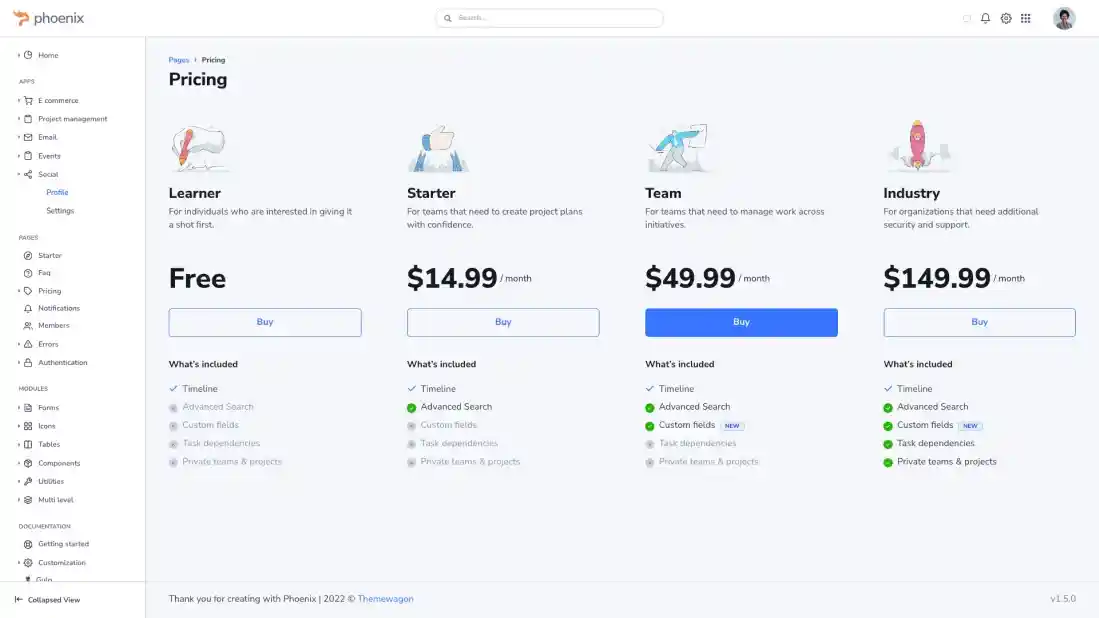 phoenix
Search...
Home
APPS
E commerce
Project management
Email
Events
Social
Profile
Settings
PAGES
Starter
Faq
Pricing
Notifications
Members
Errors
Authentication
MODULES
Forms
Icons
Tables
Components
Utilities
Multi level
DOCUMENTATION
Getting started
Customization
Gulp
Collapsed View
Pages › Pricing
Pricing
Learner
For individuals who are interested in giving it
a shot first.
Free
Buy
What's included
Timeline
Advanced Search
Custom fields
Task dependencies
Private teams & projects
Starter
For teams that need to create project plans
with confidence.
$14.99 / month
Buy
What's included
Timeline
Advanced Search
Custom fields
Task dependencies
Private teams & projects
Team
For teams that need to manage work across
initiatives.
$49.99 / month
Buy
What's included
Timeline
Advanced Search
Custom fields NEW
Task dependencies
Private teams & projects
Industry
For organizations that need additional
security and support.
$149.99 / month
Buy
What's included
Timeline
Advanced Search
Custom fields NEW
Task dependencies
Private teams & projects
Thank you for creating with Phoenix | 2022 © Themewagon
v1.5.0